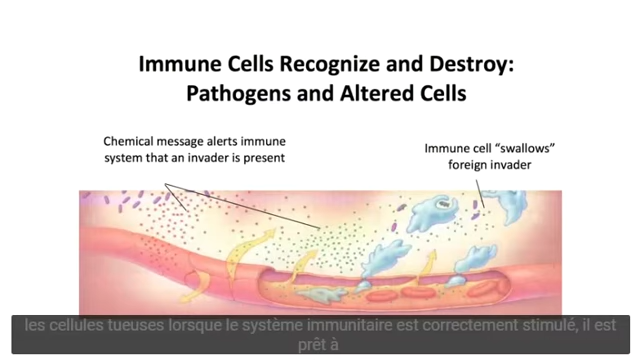 Immune Cells Recognize and Destroy:
Pathogens and Altered Cells
Chemical message alerts immune
system that an invader is present
Immune cell “swallows”
foreign invader
les cellules tueuses lorsque le système immunitaire est correctement stimulé, il est
prêt à